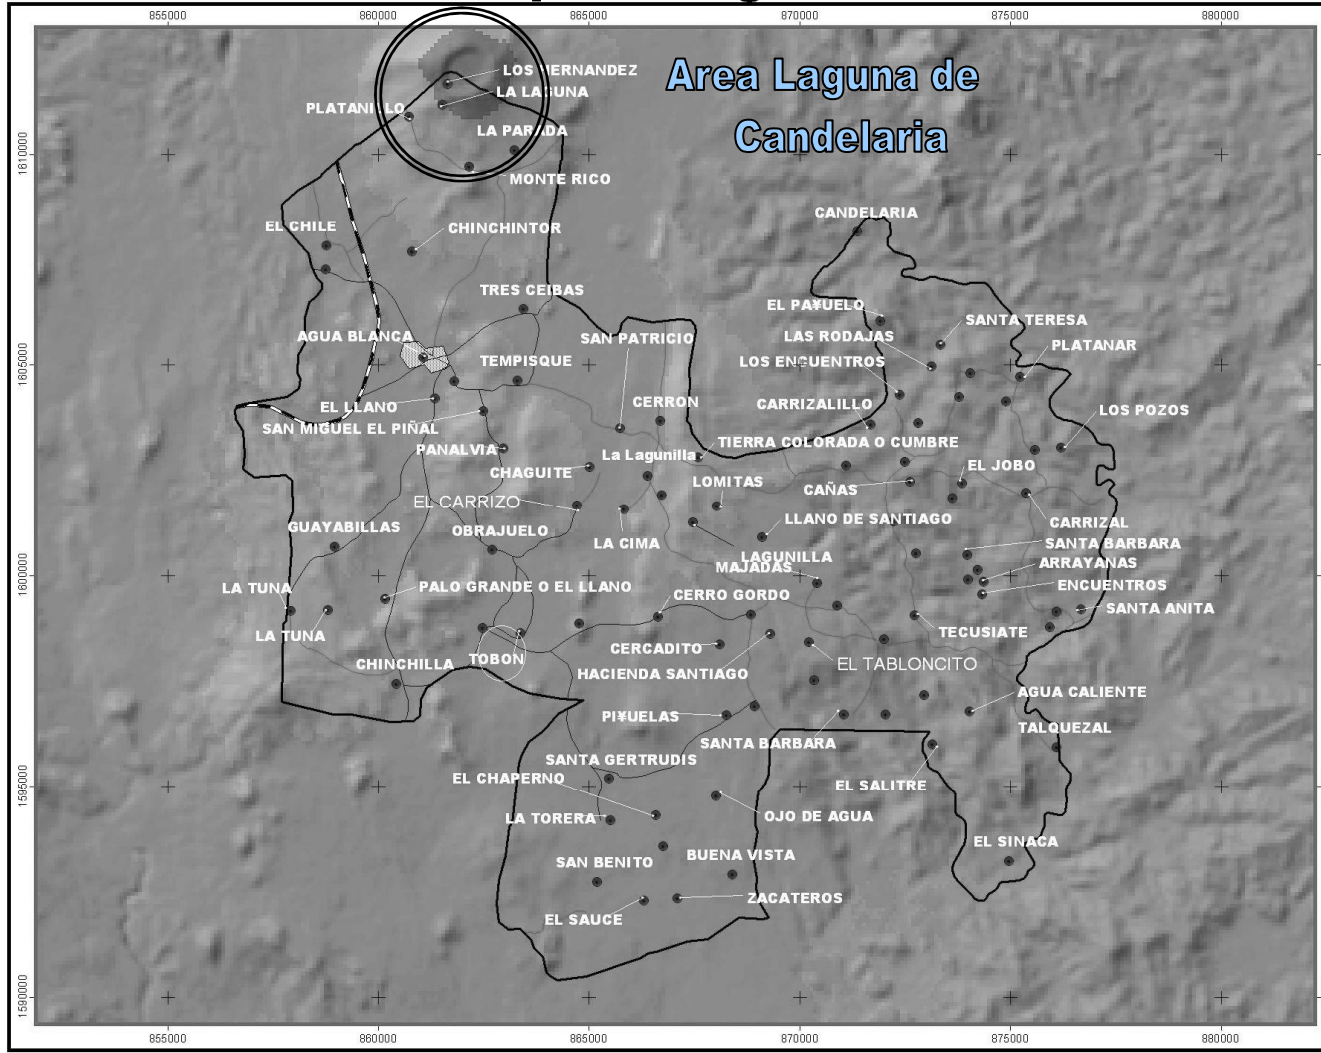 855000
860000
865000
870000
875000
880000
Area Laguna de
Candelaria
LOS HERNANDEZ
LA LAGUNA
PLATANILLO
LA PARADA
MONTE RICO
1610000
CANDELARIA
EL CHILE
CHINCHINTOR
TRES CEIBAS
EL PA¥UELO
SANTA TERESA
AGUA BLANCA
SAN PATRICIO
LAS RODAJAS
PLATANAR
TEMPISQUE
LOS ENCUENTROS
1605000
EL LLANO
CERRON
CARRIZALILLO
LOS POZOS
SAN MIGUEL EL PIÑAL
TIERRA COLORADA O CUMBRE
PANALVIA
La Lagunilla
CHAGUITE
EL JOBO
LOMITAS
CAÑAS
EL CARRIZO
LLANO DE SANTIAGO
CARRIZAL
GUAYABILLAS
OBRAJUELO
LA CIMA
SANTA BARBARA
LAGUNILLA
ARRAYANAS
MAJADAS
1600000
LA TUNA
PALO GRANDE O EL LLANO
ENCUENTROS
CERRO GORDO
SANTA ANITA
LA TUNA
TECUSIATE
CERCADITO
TOBON
CHINCHILLA
EL TABLONCITO
HACIENDA SANTIAGO
AGUA CALIENTE
PI¥UELAS
TALQUEZAL
SANTA BARBARA
SANTA GERTRUDIS
EL CHAPERNO
EL SALITRE
1595000
LA TORERA
OJO DE AGUA
EL SINACA
SAN BENITO
BUENA VISTA
ZACATEROS
EL SAUCE
1590000
855000
860000
865000
870000
875000
880000